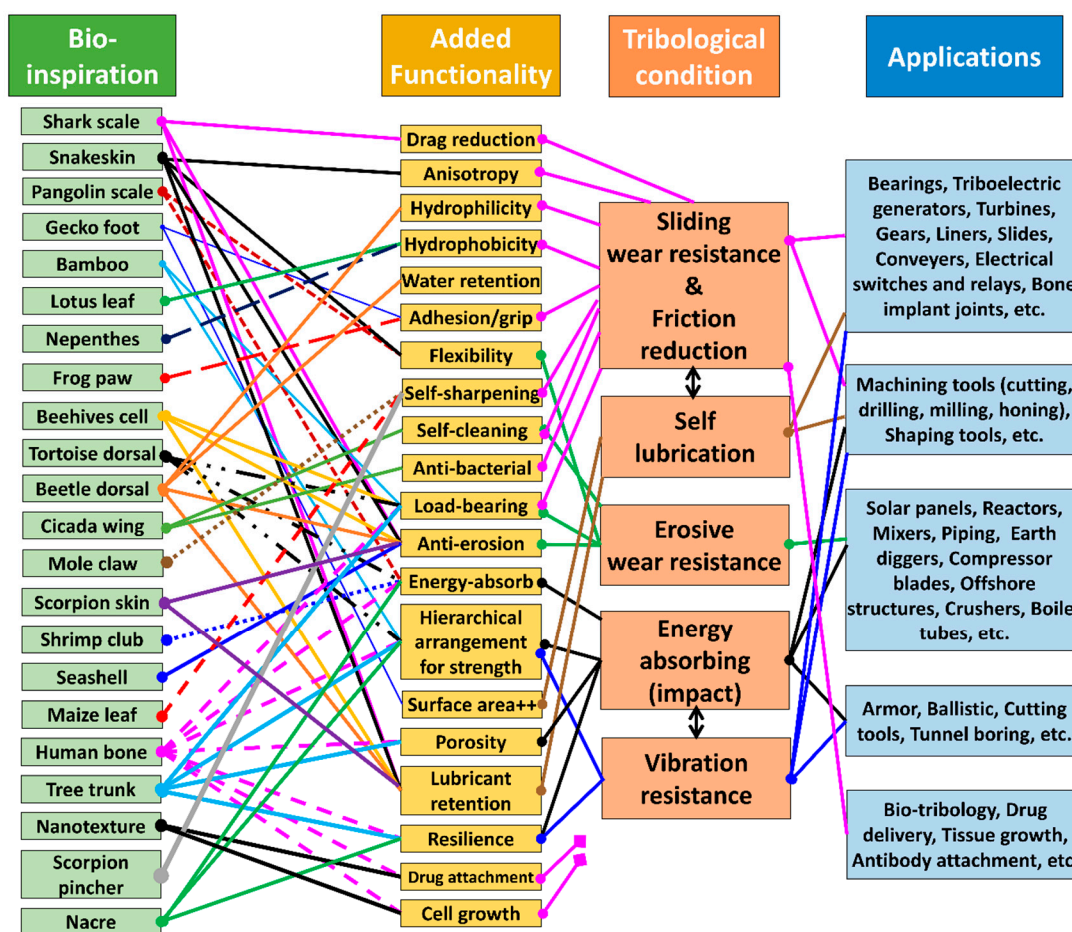 Bio-
inspiration
Added
Functionality
Tribological
condition
Applications
Shark scale
Snakeskin
Pangolin scale
Gecko foot
Bamboo
Lotus leaf
Nepenthes
Frog paw
Beehives cell
Tortoise dorsal
Beetle dorsal
Cicada wing
Mole claw
Scorpion skin
Shrimp club
Seashell
Maize leaf
Human bone
Tree trunk
Nanotexture
Scorpion
pincher
Nacre
Drag reduction
Anisotropy
Hydrophilicity
Hydrophobicity
Water retention
Adhesion/grip
Flexibility
Self-sharpening
Self-cleaning
Anti-bacterial
Load-bearing
Anti-erosion
Energy-absorb
Hierarchical
arrangement
for strength
Surface area++
Porosity
Lubricant
retention
Resilience
Drug attachment
Cell growth
Sliding
wear resistance
&
Friction
reduction
Self
lubrication
Erosive
wear resistance
Energy
absorbing
(impact)
Vibration
resistance
Bearings, Triboelectric
generators, Turbines,
Gears, Liners, Slides,
Conveyers, Electrical
switches and relays, Bone
implant joints, etc.
Machining tools (cutting,
drilling, milling, honing),
Shaping tools, etc.
Solar panels, Reactors,
Mixers, Piping, Earth
diggers, Compressor
blades, Offshore
structures, Crushers, Boile
tubes, etc.
Armor, Ballistic, Cutting
tools, Tunnel boring, etc.
Bio-tribology, Drug
delivery, Tissue growth,
Antibody attachment, etc